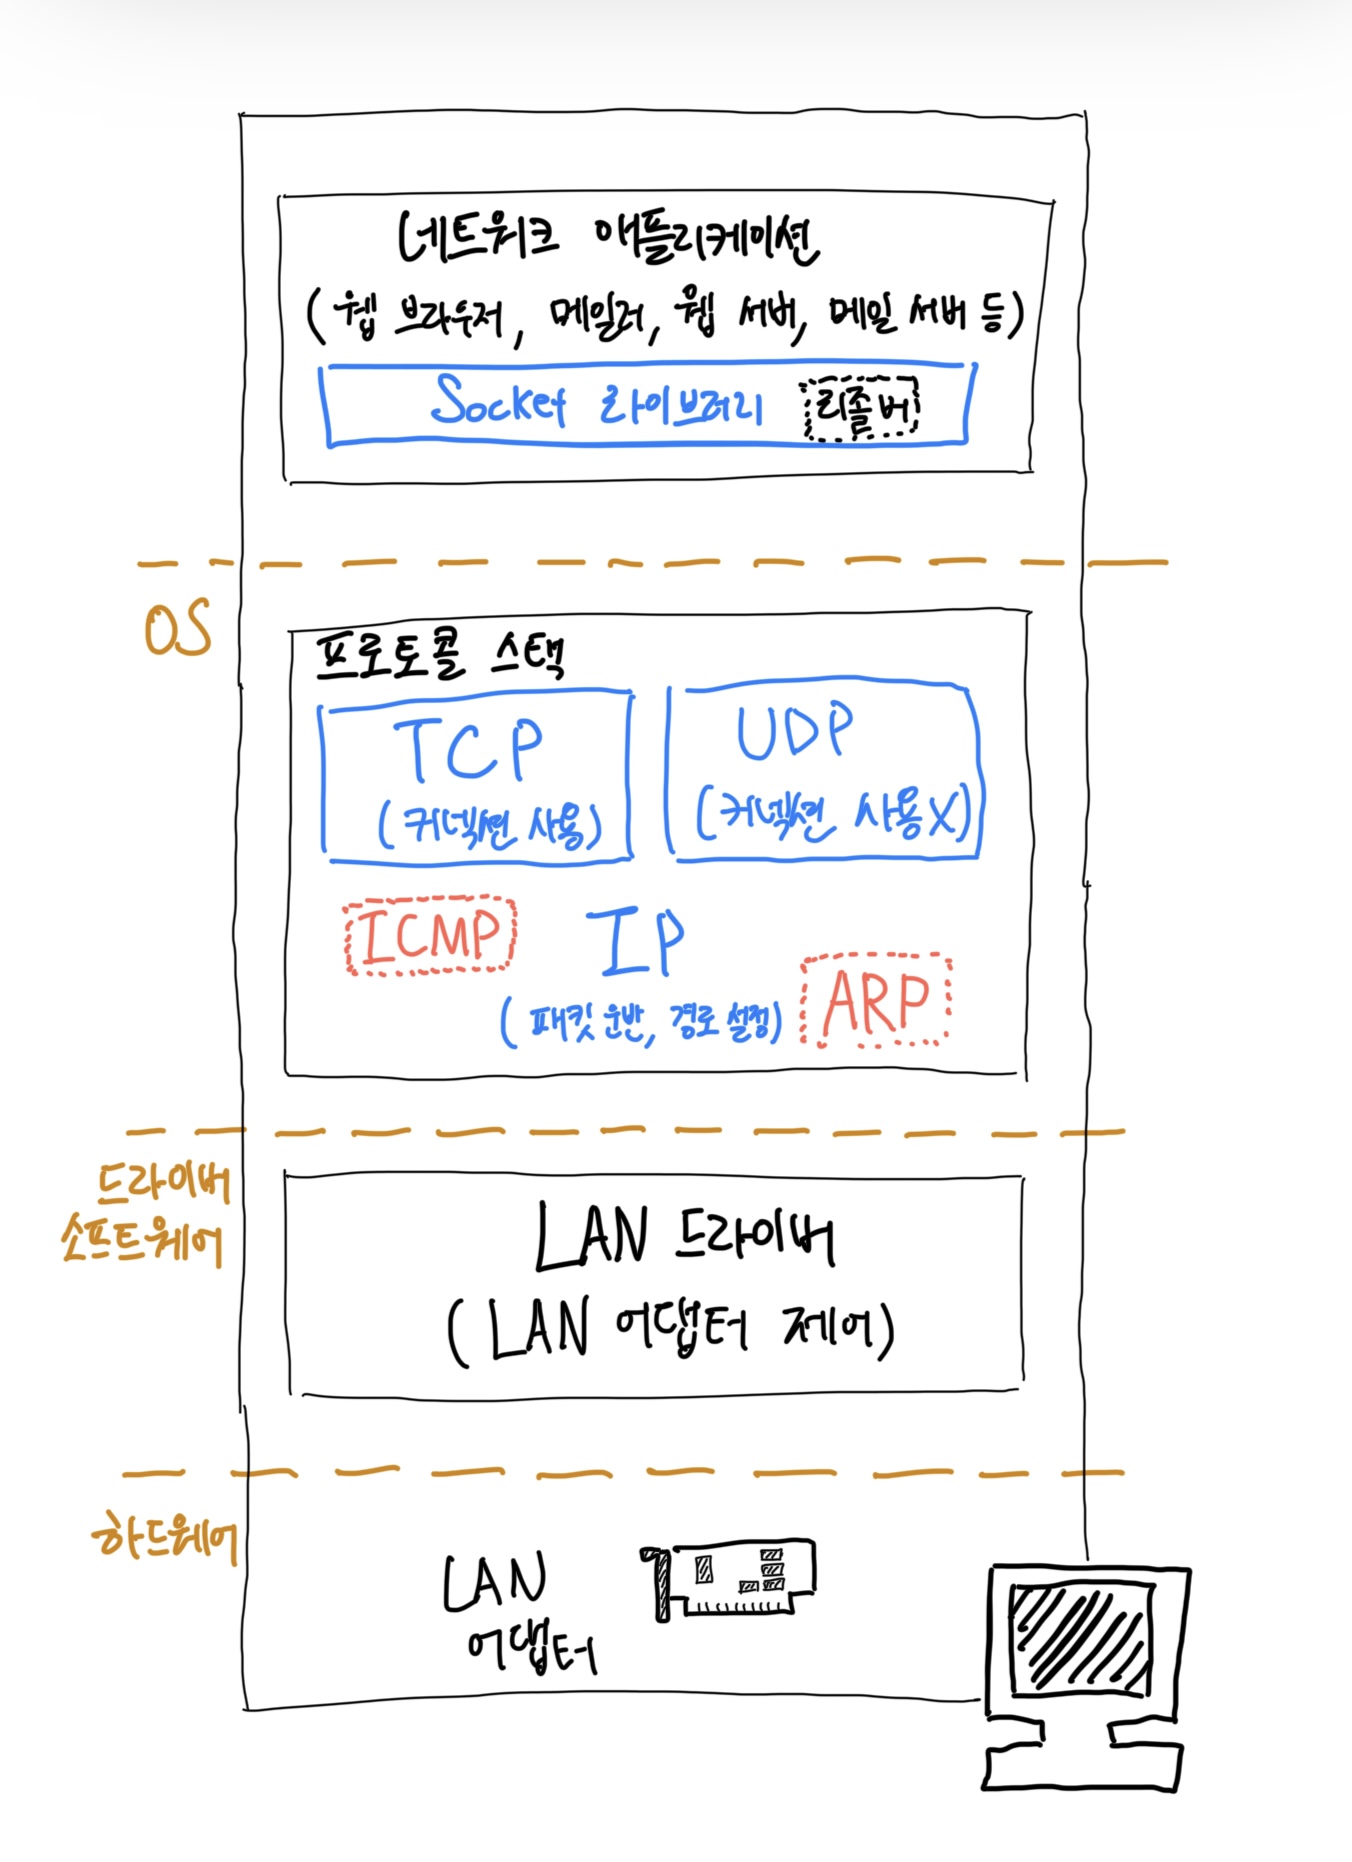 네트워크 애플리케이션
(웹 브라우저, 메일러, 웹 서버, 메일 서버 등)
Socket 라이브러리 리졸버
OS
프로토콜 스택
TCP
(커넥션 사용)
UDP
(커넥션 사용X)
ICMP
IP
(패킷 운반, 경로 설정)
ARP
드라이버
소프트웨어
LAN 드라이버
(LAN 어댑터 제어)
하드웨어
LAN
어댑터